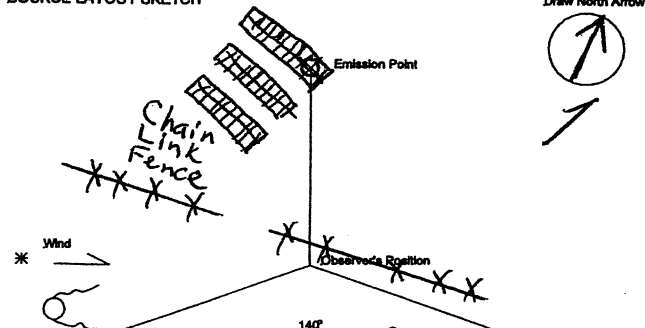 SOURCE LAYOUT SKETCH
Draw North Arrow
Emission Point
Chain
Link
Fence
Wind
Observer's Position
140°